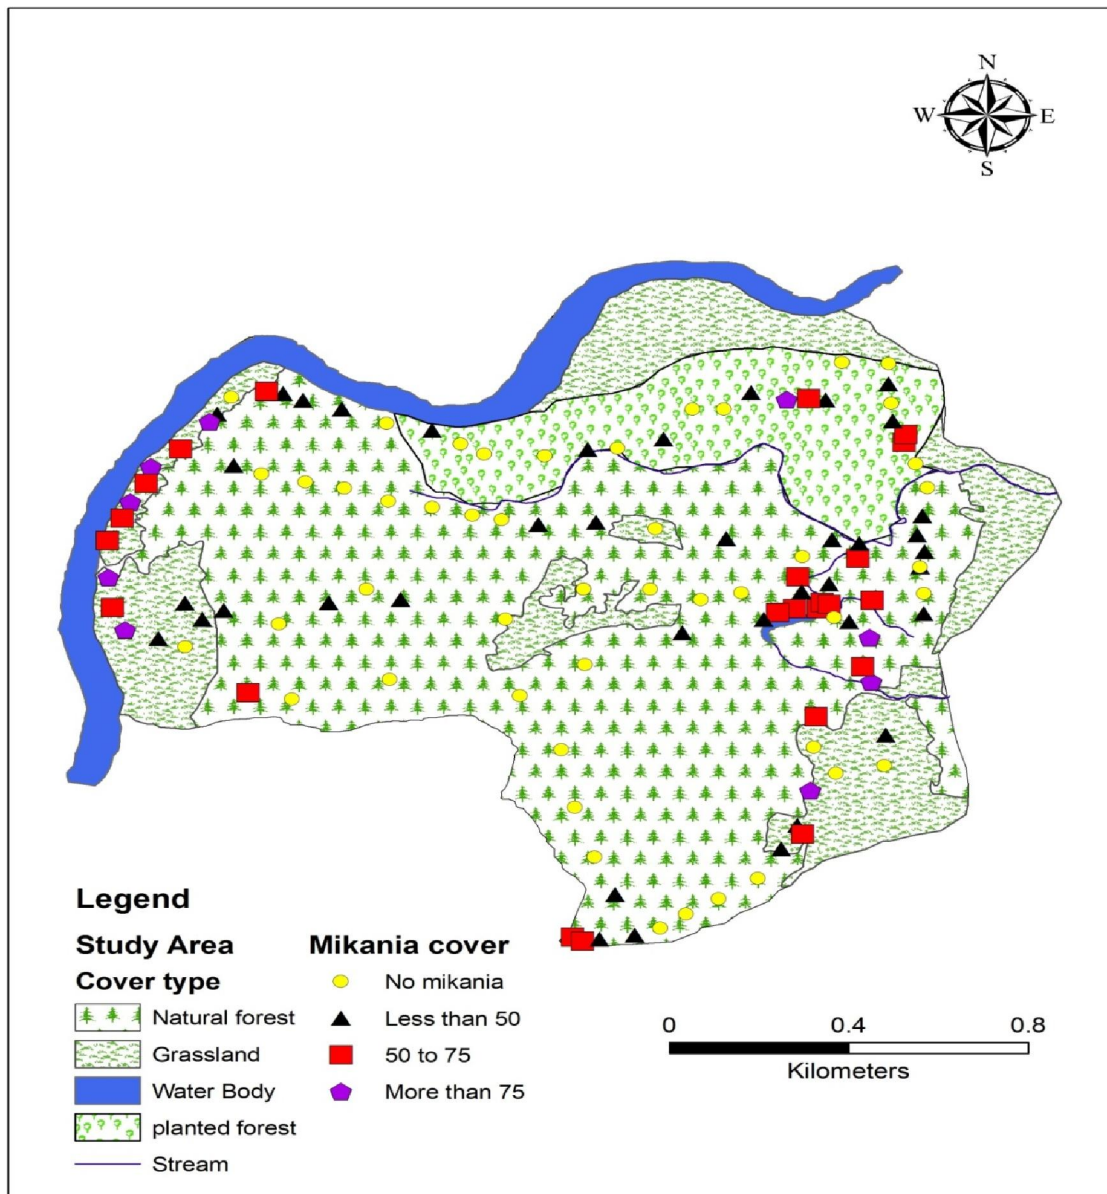 N
W E
S
Legend
Study Area
Cover type
Natural forest
Grassland
Water Body
planted forest
Stream
Mikania cover
No mikania
Less than 50
50 to 75
More than 75
0 0.4 0.8
Kilometers